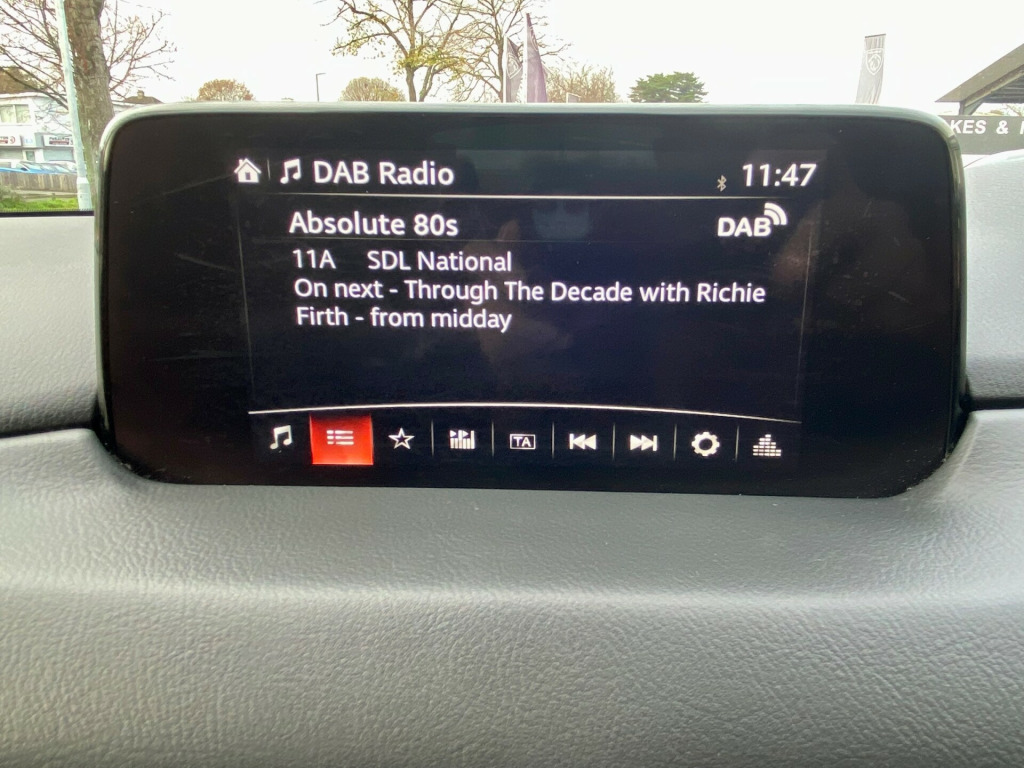 DAB Radio 11:47
Absolute 80s DAB
11A SDL National
On next - Through The Decade with Richie
Firth - from midday
TA
KES &